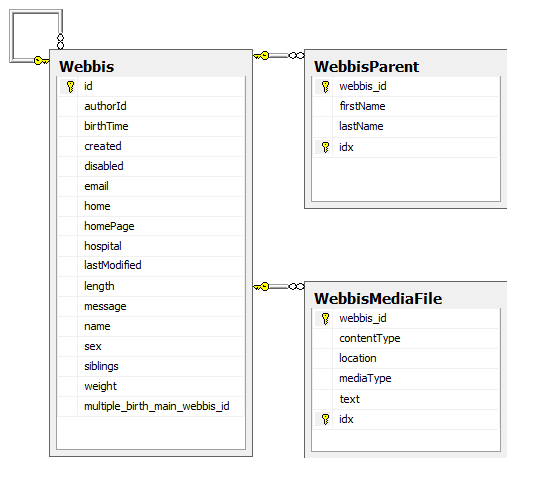 Webbis
id
authorId
birthTime
created
disabled
email
home
homePage
hospital
lastModified
length
message
name
sex
siblings
weight
multiple_birth_main_webbis_id
WebbisParent
webbis_id
firstName
lastName
idx
WebbisMediaFile
webbis_id
contentType
location
mediaType
text
idx